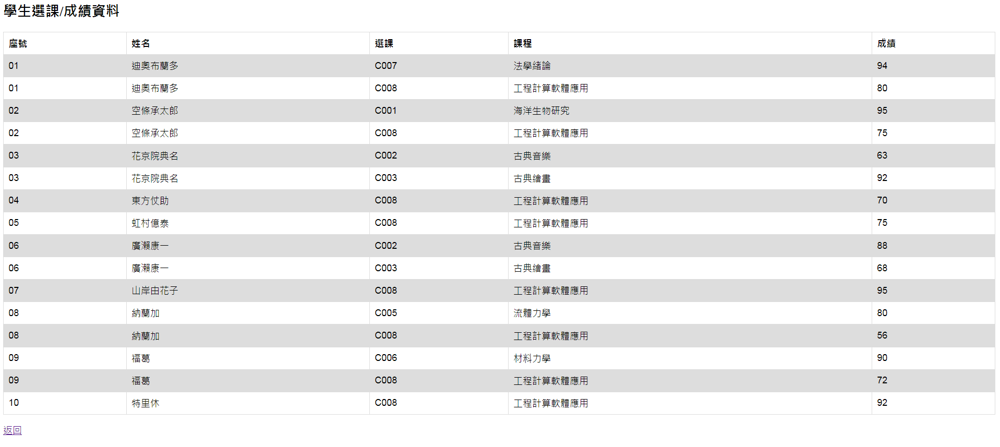 學生選課/成績資料
座號 姓名 選課 課程 成績
01 迪奧布蘭多 C007 法學緒論 94
01 迪奧布蘭多 C008 工程計算軟體應用 80
02 空條承太郎 C001 海洋生物研究 95
02 空條承太郎 C008 工程計算軟體應用 75
03 花京院典名 C002 古典音樂 63
03 花京院典名 C003 古典繪畫 92
04 東方仗助 C008 工程計算軟體應用 70
05 虹村億泰 C008 工程計算軟體應用 75
06 廣瀨康一 C002 古典音樂 88
06 廣瀨康一 C003 古典繪畫 68
07 山岸由花子 C008 工程計算軟體應用 95
08 納蘭加 C005 流體力學 80
08 納蘭加 C008 工程計算軟體應用 56
09 福葛 C006 材料力學 90
09 福葛 C008 工程計算軟體應用 72
10 特里休 C008 工程計算軟體應用 92
返回